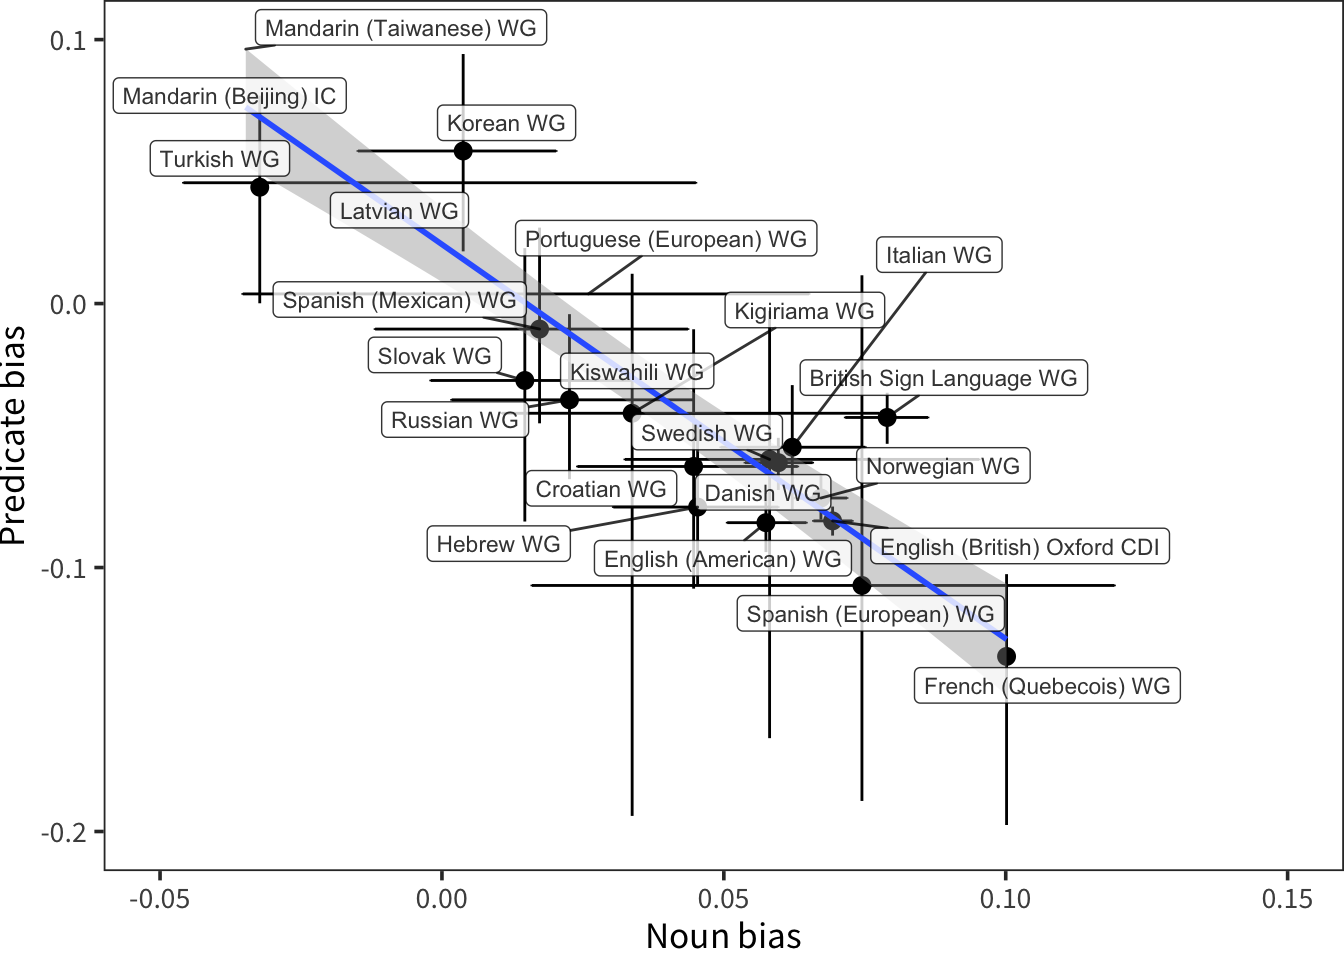 Mandarin (Taiwanese) WG
0.1
Mandarin (Beijing) IC
Korean WG
Turkish WG
Latvian WG
Portuguese (European) WG
Italian WG
0.0
Spanish (Mexican) WG
Kigiriama WG
Slovak WG
Kiswahili WG
British Sign Language WG
Russian WG
Swedish WG
Norwegian WG
Croatian WG
Danish WG
Hebrew WG
English (American) WG
English (British) Oxford CDI
-0.1
Spanish (European) WG
French (Quebecois) WG
-0.2
Predicate bias
-0.05
0.00
0.05
0.10
0.15
Noun bias